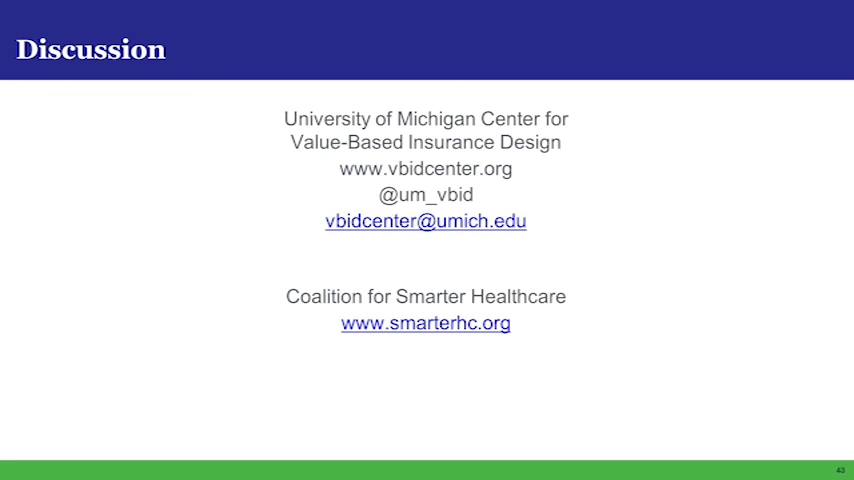 Discussion
University of Michigan Center for
Value-Based Insurance Design
www.vbidcenter.org
@um_vbid
vbidcenter@umich.edu
Coalition for Smarter Healthcare
www.smarterhc.org
43